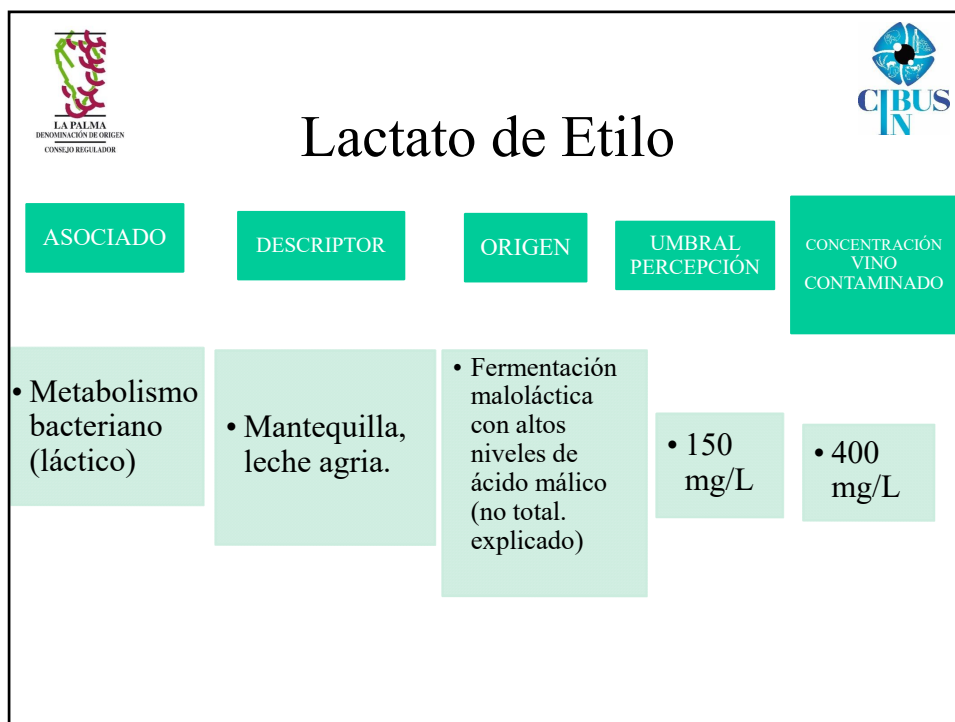 LA PALMA
DENOMINACIÓN DE ORIGEN
CONSEJO REGULADOR
CIBUS
IN
Lactato de Etilo
ASOCIADO
DESCRIPTOR
ORIGEN
UMBRAL
PERCEPCIÓN
CONCENTRACIÓN
VINO
CONTAMINADO
• Metabolismo
bacteriano
(láctico)
• Mantequilla,
leche agria.
• Fermentación
maloláctica
con altos
niveles de
ácido málico
(no total.
explicado)
• 150
mg/L
• 400
mg/L